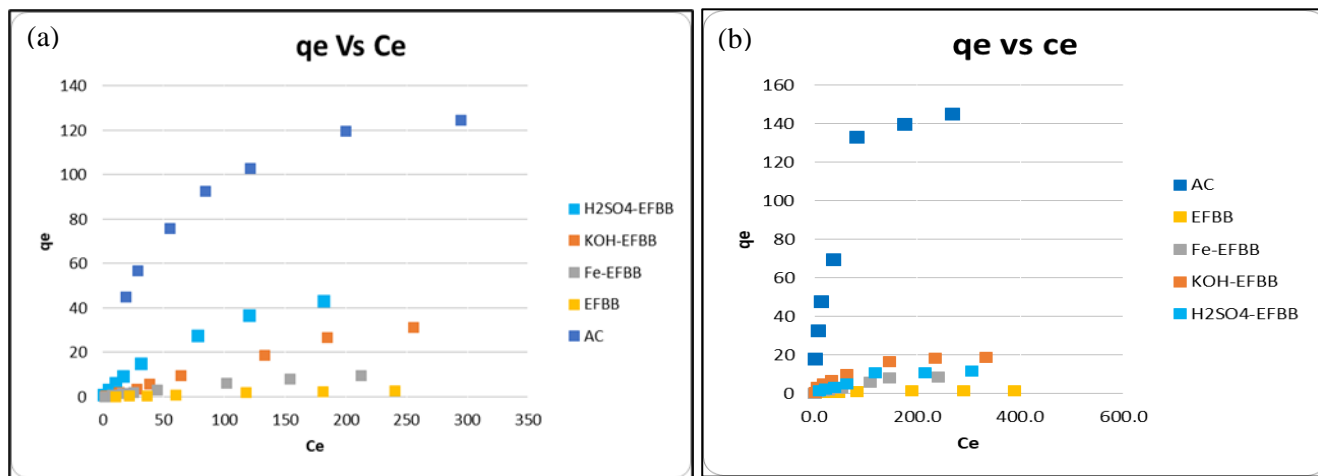 (a)
qe Vs Ce
140
120
100
80
60
40
20
0
qe
0 50 100 150 200 250 300 350
Ce
H2SO4-EFBB
KOH-EFBB
Fe-EFBB
EFBB
AC
(b)
qe vs ce
160
140
120
100
80
60
40
20
0
qe
0.0 200.0 400.0 600.0
Ce
AC
EFBB
Fe-EFBB
KOH-EFBB
H2SO4-EFBB